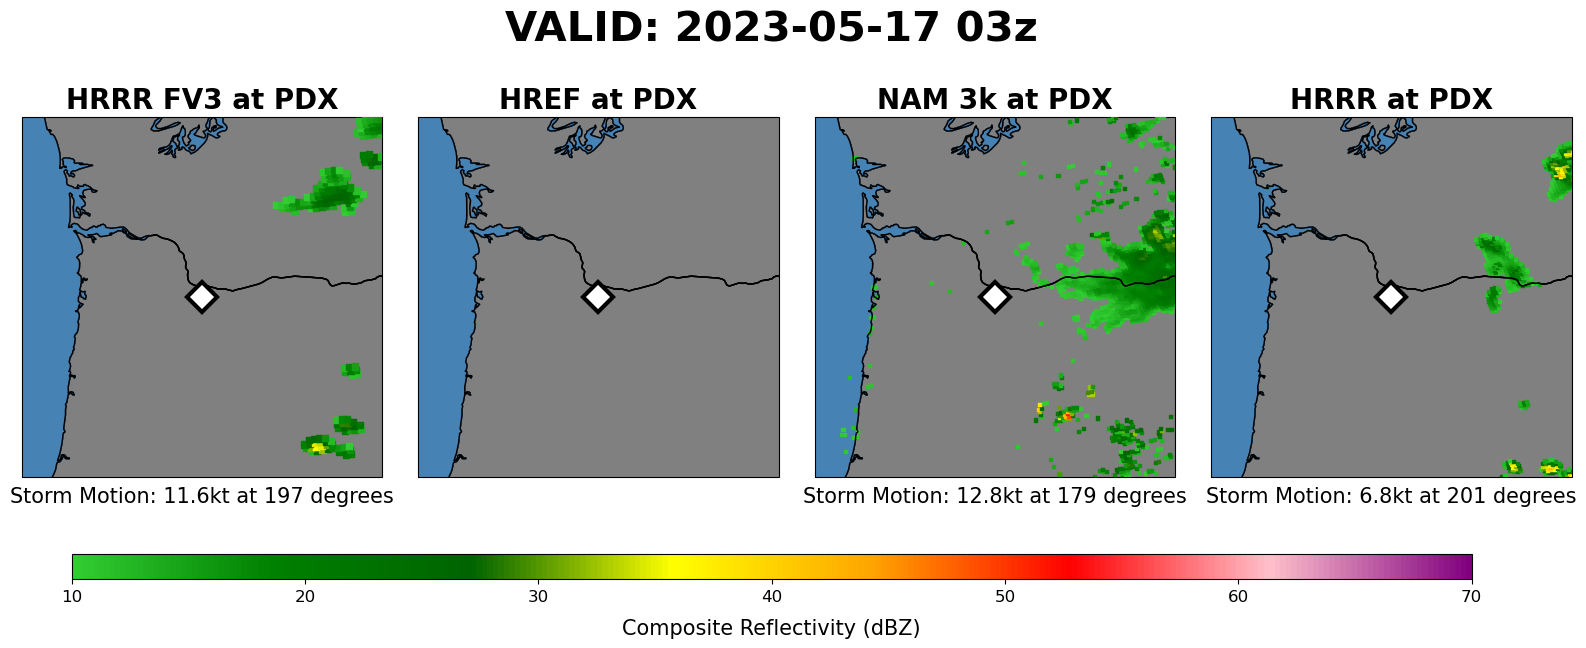 VALID: 2023-05-17 03z
HRRR FV3 at PDX
HREF at PDX
NAM 3k at PDX
HRRR at PDX
Storm Motion: 11.6kt at 197 degrees
Storm Motion: 12.8kt at 179 degrees
Storm Motion: 6.8kt at 201 degrees
10 20 30 40 50 60 70
Composite Reflectivity (dBZ)